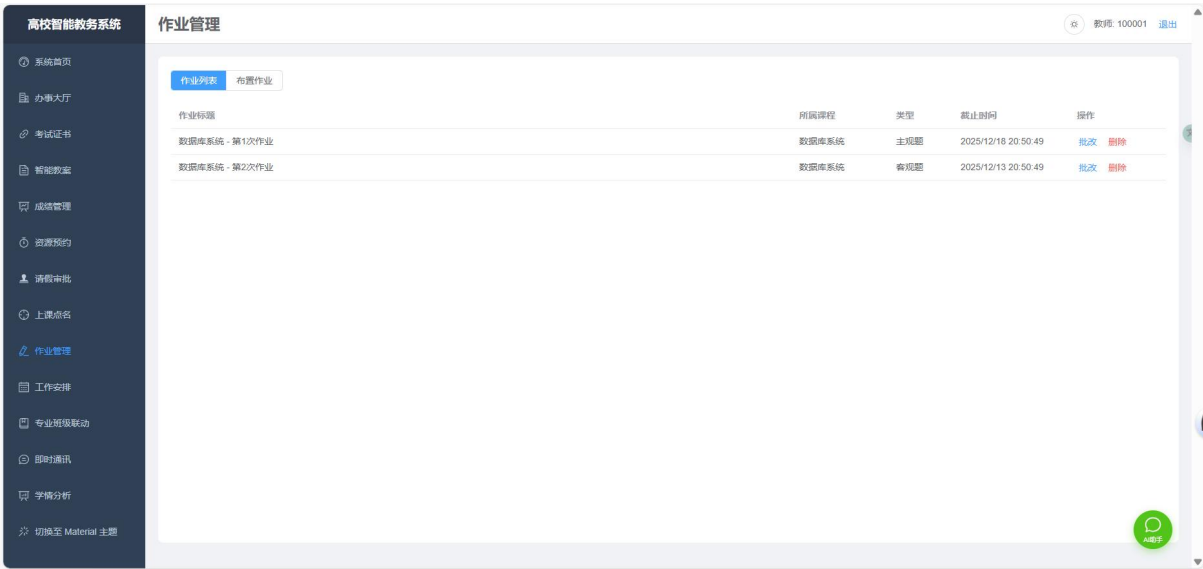 高校智能教务系统
作业管理
教师: 100001 退出
系统首页
办事大厅
考试证书
智能教案
成绩管理
资源预约
请假审批
上课点名
作业管理
工作安排
专业班级联动
即时通讯
学情分析
切换至 Material 主题
作业列表 布置作业
作业标题 所属课程 类型 截止时间 操作
数据库系统 - 第1次作业 数据库系统 主观题 2025/12/18 20:50:49 批改 删除
数据库系统 - 第2次作业 数据库系统 客观题 2025/12/13 20:50:49 批改 删除
AI助手